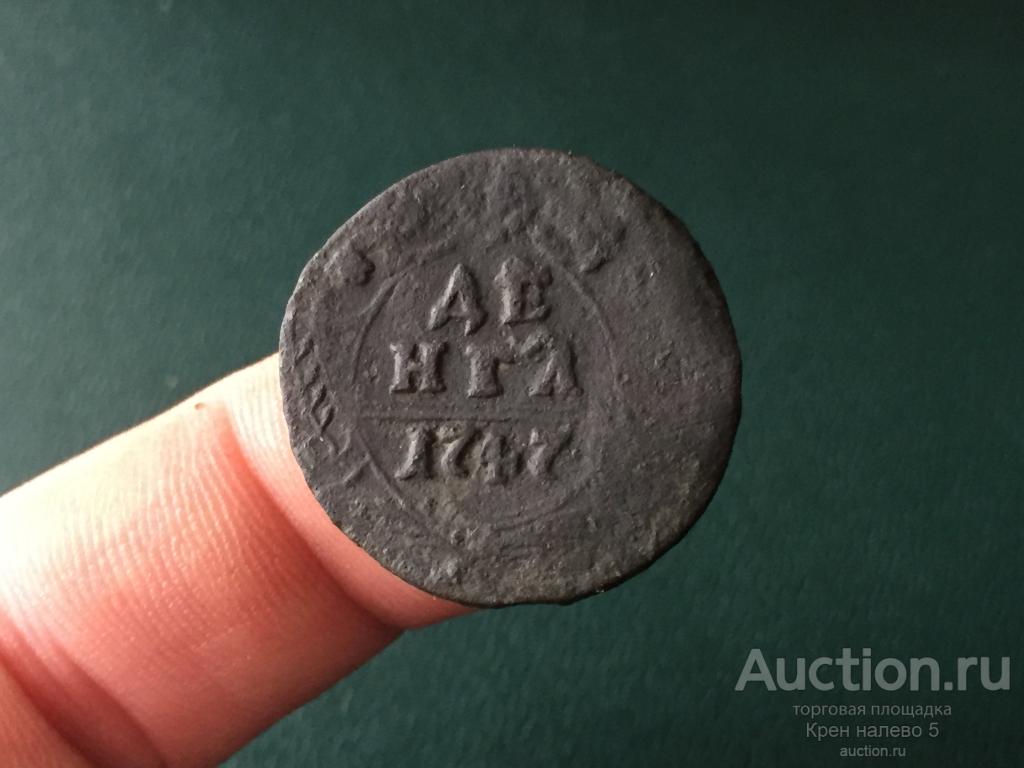 ДЕ
НГА
1747
Auction.ru
торговая площадка
Крен налево 5
auction.ru